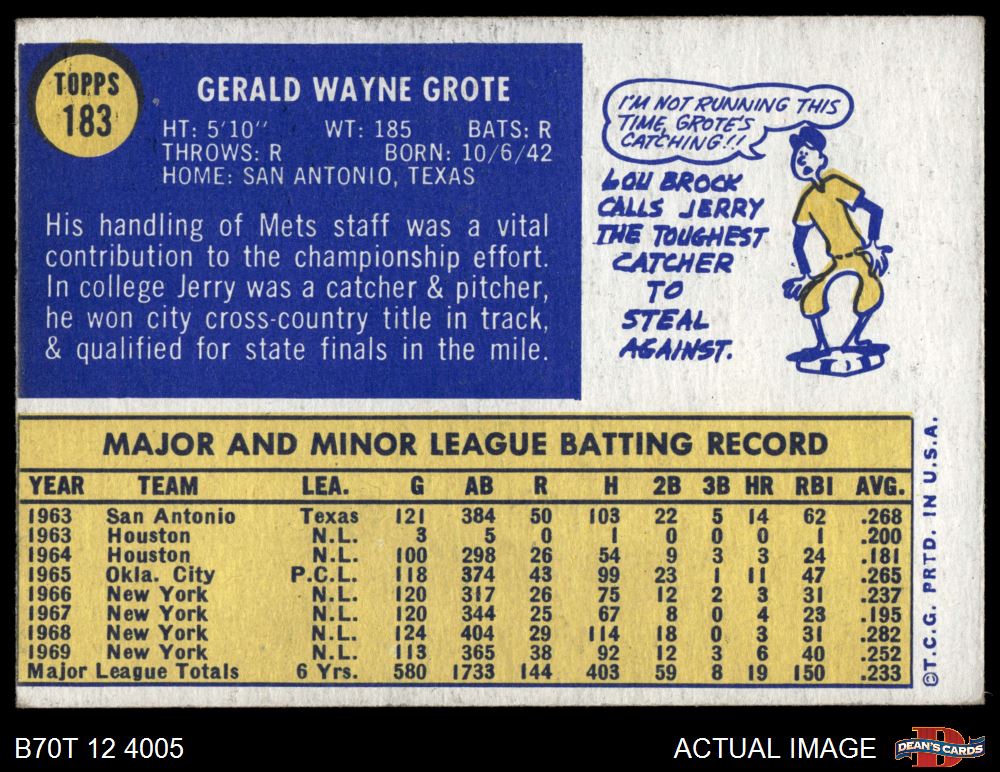 TOPPS
183
GERALD WAYNE GROTE
HT: 5'10" WT: 185 BATS: R
THROWS: R BORN: 10/6/42
HOME: SAN ANTONIO, TEXAS
His handling of Mets staff was a vital
contribution to the championship effort.
In college Jerry was a catcher & pitcher,
he won city cross-country title in track,
& qualified for state finals in the mile.
I'M NOT RUNNING THIS
TIME, GROTE'S
CATCHING!!
LOU BROCK
CALLS JERRY
THE TOUGHEST
CATCHER
TO
STEAL
AGAINST.
MAJOR AND MINOR LEAGUE BATTING RECORD
YEAR TEAM LEA. G AB R H 2B 3B HR RBI AVG.
1963 San Antonio Texas 121 384 50 103 22 5 14 62 .268
1963 Houston N.L. 3 5 0 1 0 0 0 1 .200
1964 Houston N.L. 100 298 26 54 9 3 3 24 .181
1965 Okla. City P.C.L. 118 374 43 99 23 1 11 47 .265
1966 New York N.L. 120 317 26 75 12 2 3 31 .237
1967 New York N.L. 120 344 25 67 8 0 4 23 .195
1968 New York N.L. 124 404 29 114 18 0 3 31 .282
1969 New York N.L. 113 365 38 92 12 3 6 40 .252
Major League Totals 6 Yrs. 580 1733 144 403 59 8 19 150 .233
©T.C.G. PRTD. IN U.S.A.
B70T 12 4005
ACTUAL IMAGE
D
DEAN'S CARDS